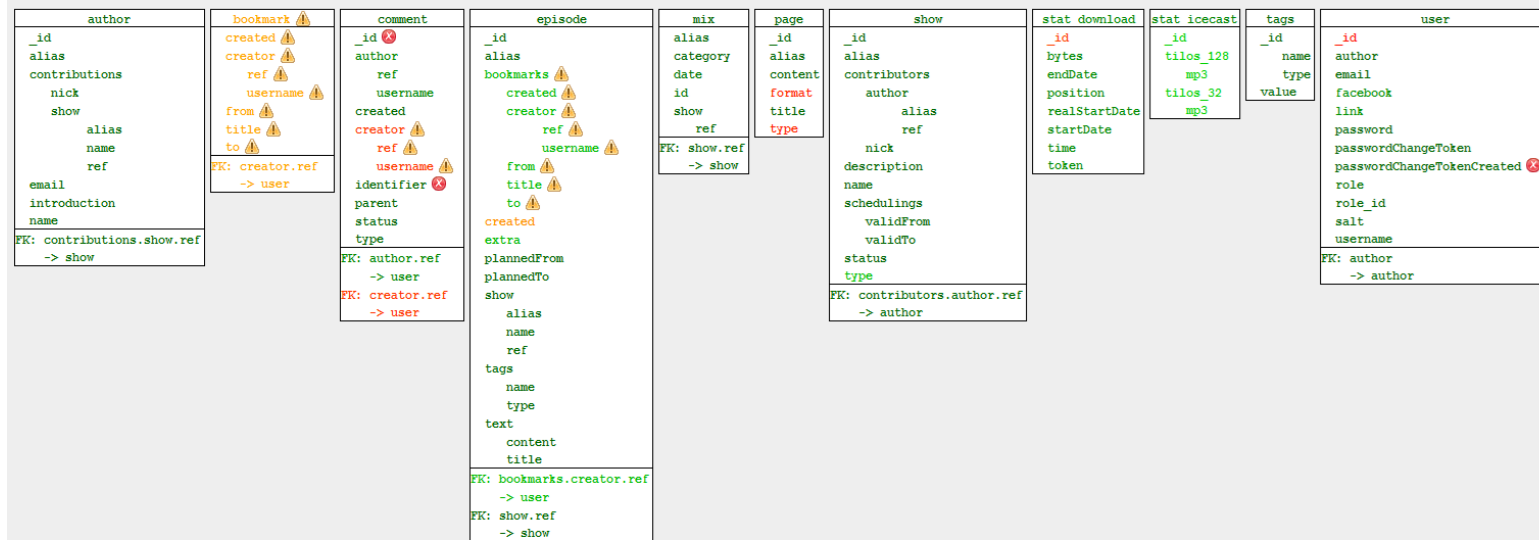 author
_id
alias
contributions
nick
show
alias
name
ref
email
introduction
name
FK: contributions.show.ref
-> show
bookmark
created
creator
ref
username
from
title
to
FK: creator.ref
-> user
comment
_id
author
ref
username
created
creator
ref
username
identifier
parent
status
type
FK: author.ref
-> user
FK: creator.ref
-> user
episode
_id
alias
bookmarks
created
creator
ref
username
from
title
to
created
extra
plannedFrom
plannedTo
show
alias
name
ref
tags
name
type
text
content
title
FK: bookmarks.creator.ref
-> user
FK: show.ref
-> show
mix
alias
category
date
id
show
ref
FK: show.ref
-> show
page
_id
alias
content
format
title
type
show
_id
alias
contributors
author
alias
ref
nick
description
name
schedulings
validFrom
validTo
status
type
FK: contributors.author.ref
-> author
stat download
_id
bytes
endDate
position
realStartDate
startDate
time
token
stat icecast
_id
tilos_128
mp3
tilos_32
mp3
tags
_id
name
type
value
user
_id
author
email
facebook
link
password
passwordChangeToken
passwordChangeTokenCreated
role
role_id
salt
username
FK: author
-> author